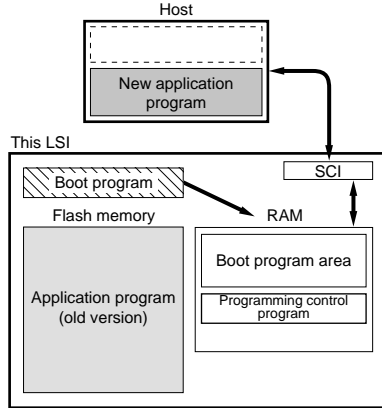 Host
New application
program
This LSI
SCI
Boot program
Flash memory
RAM
Application program
(old version)
Boot program area
Programming control
program